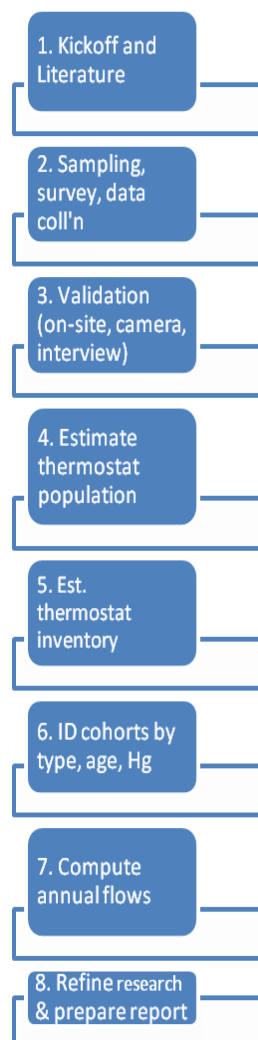 1. Kickoff and
Literature
2. Sampling,
survey, data
coll'n
3. Validation
(on-site, camera,
interview)
4. Estimate
thermostat
population
5. Est.
thermostat
inventory
6. ID cohorts by
type, age, Hg
7. Compute
annual flows
8. Refine research
& prepare report